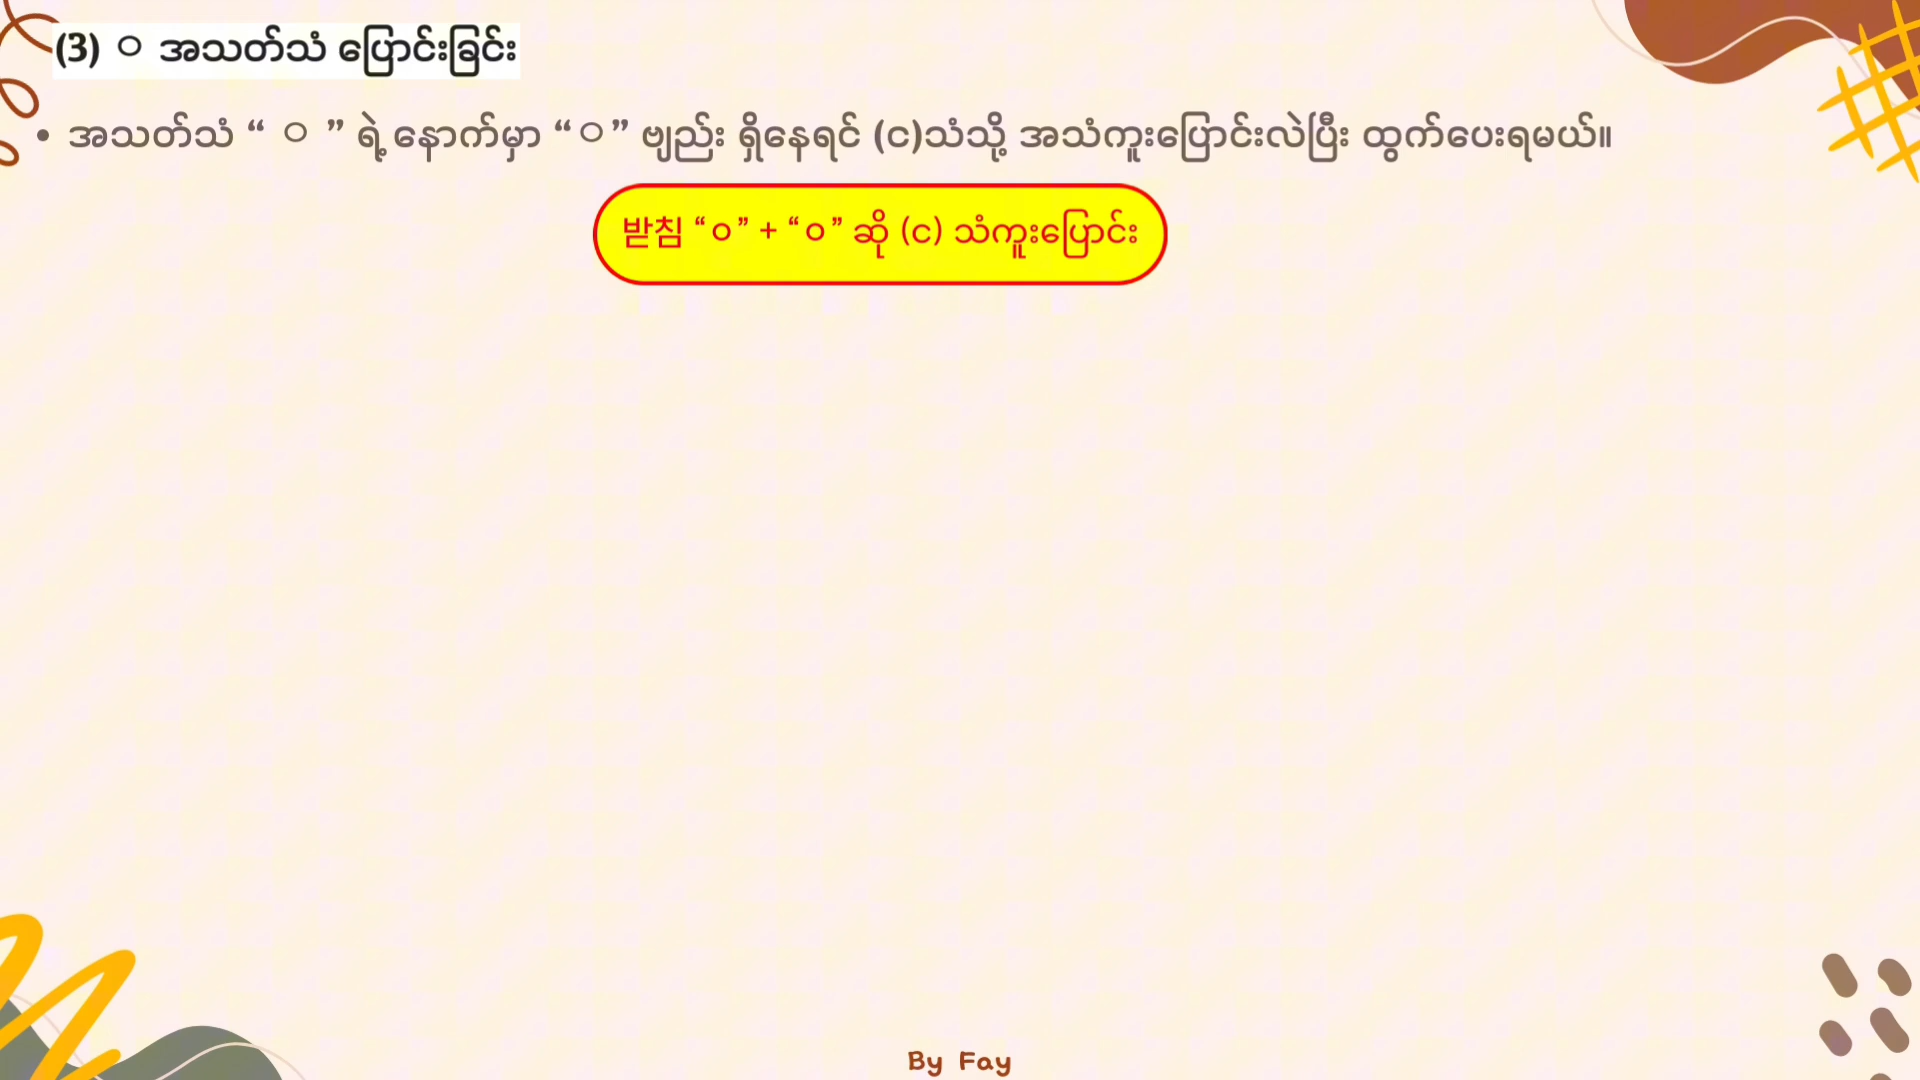 (3) ㅇ အသတ်သံ ပြောင်းခြင်း
• အသတ်သံ “ ㅇ ” ရဲ့ နောက်မှာ “ㅇ” ဗျည်း ရှိနေရင် (င)သံသို့ အသံကူးပြောင်းလဲပြီး ထွက်ပေးရမယ်။
받침 “ㅇ” + “ㅇ” ဆို (င) သံကူးပြောင်း
By Fay